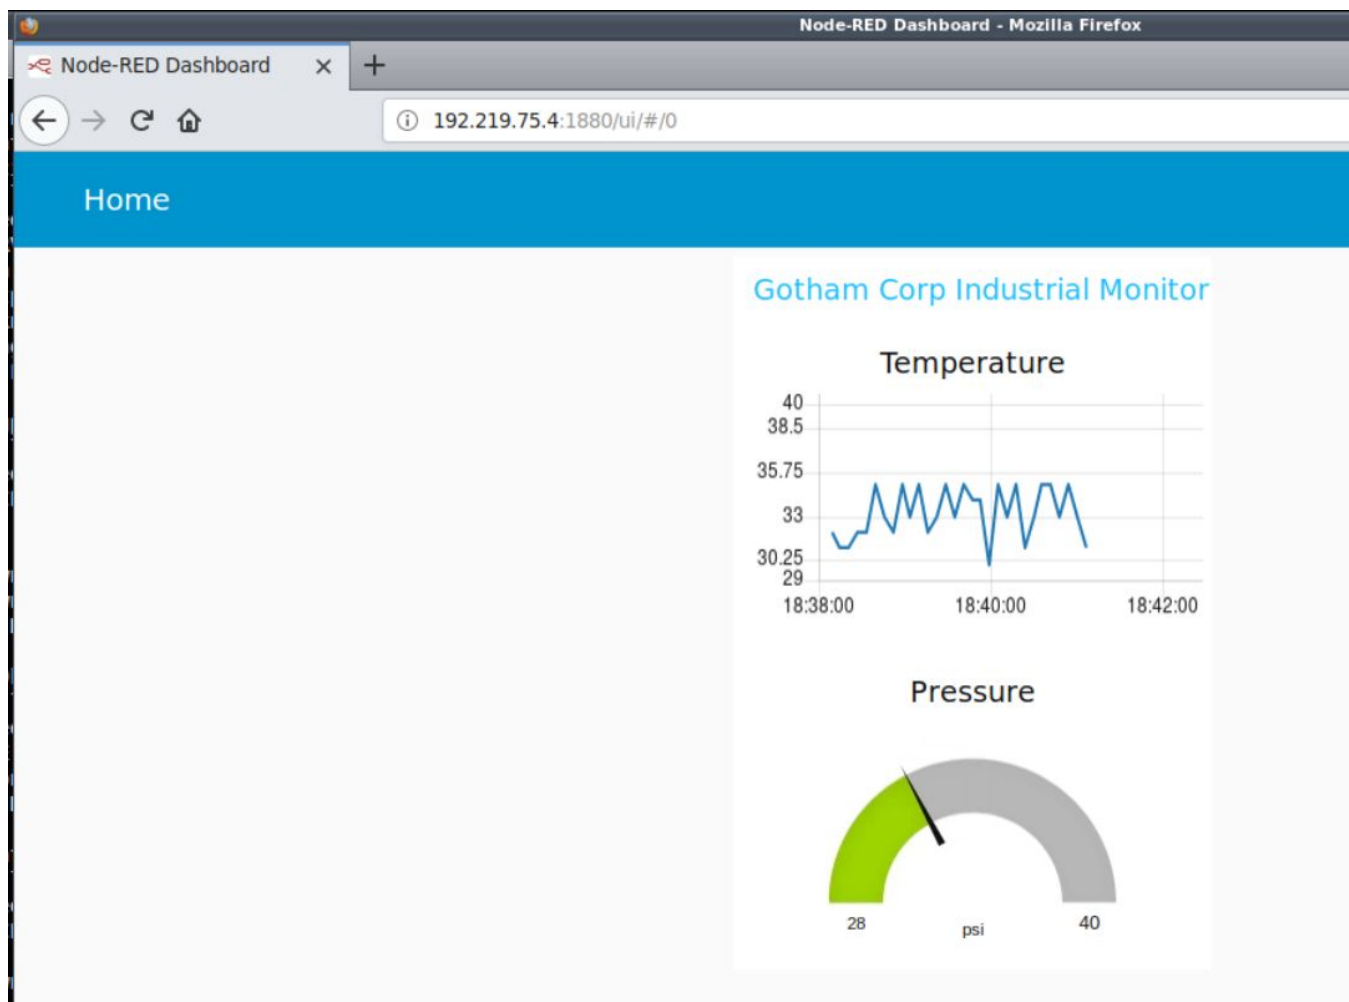 Node-RED Dashboard - Mozilla Firefox
Node-RED Dashboard
192.219.75.4:1880/ui/#/0
Home
Gotham Corp Industrial Monitor
Temperature
40
38.5
35.75
33
30.25
29
18:38:00 18:40:00 18:42:00
Pressure
28 psi 40